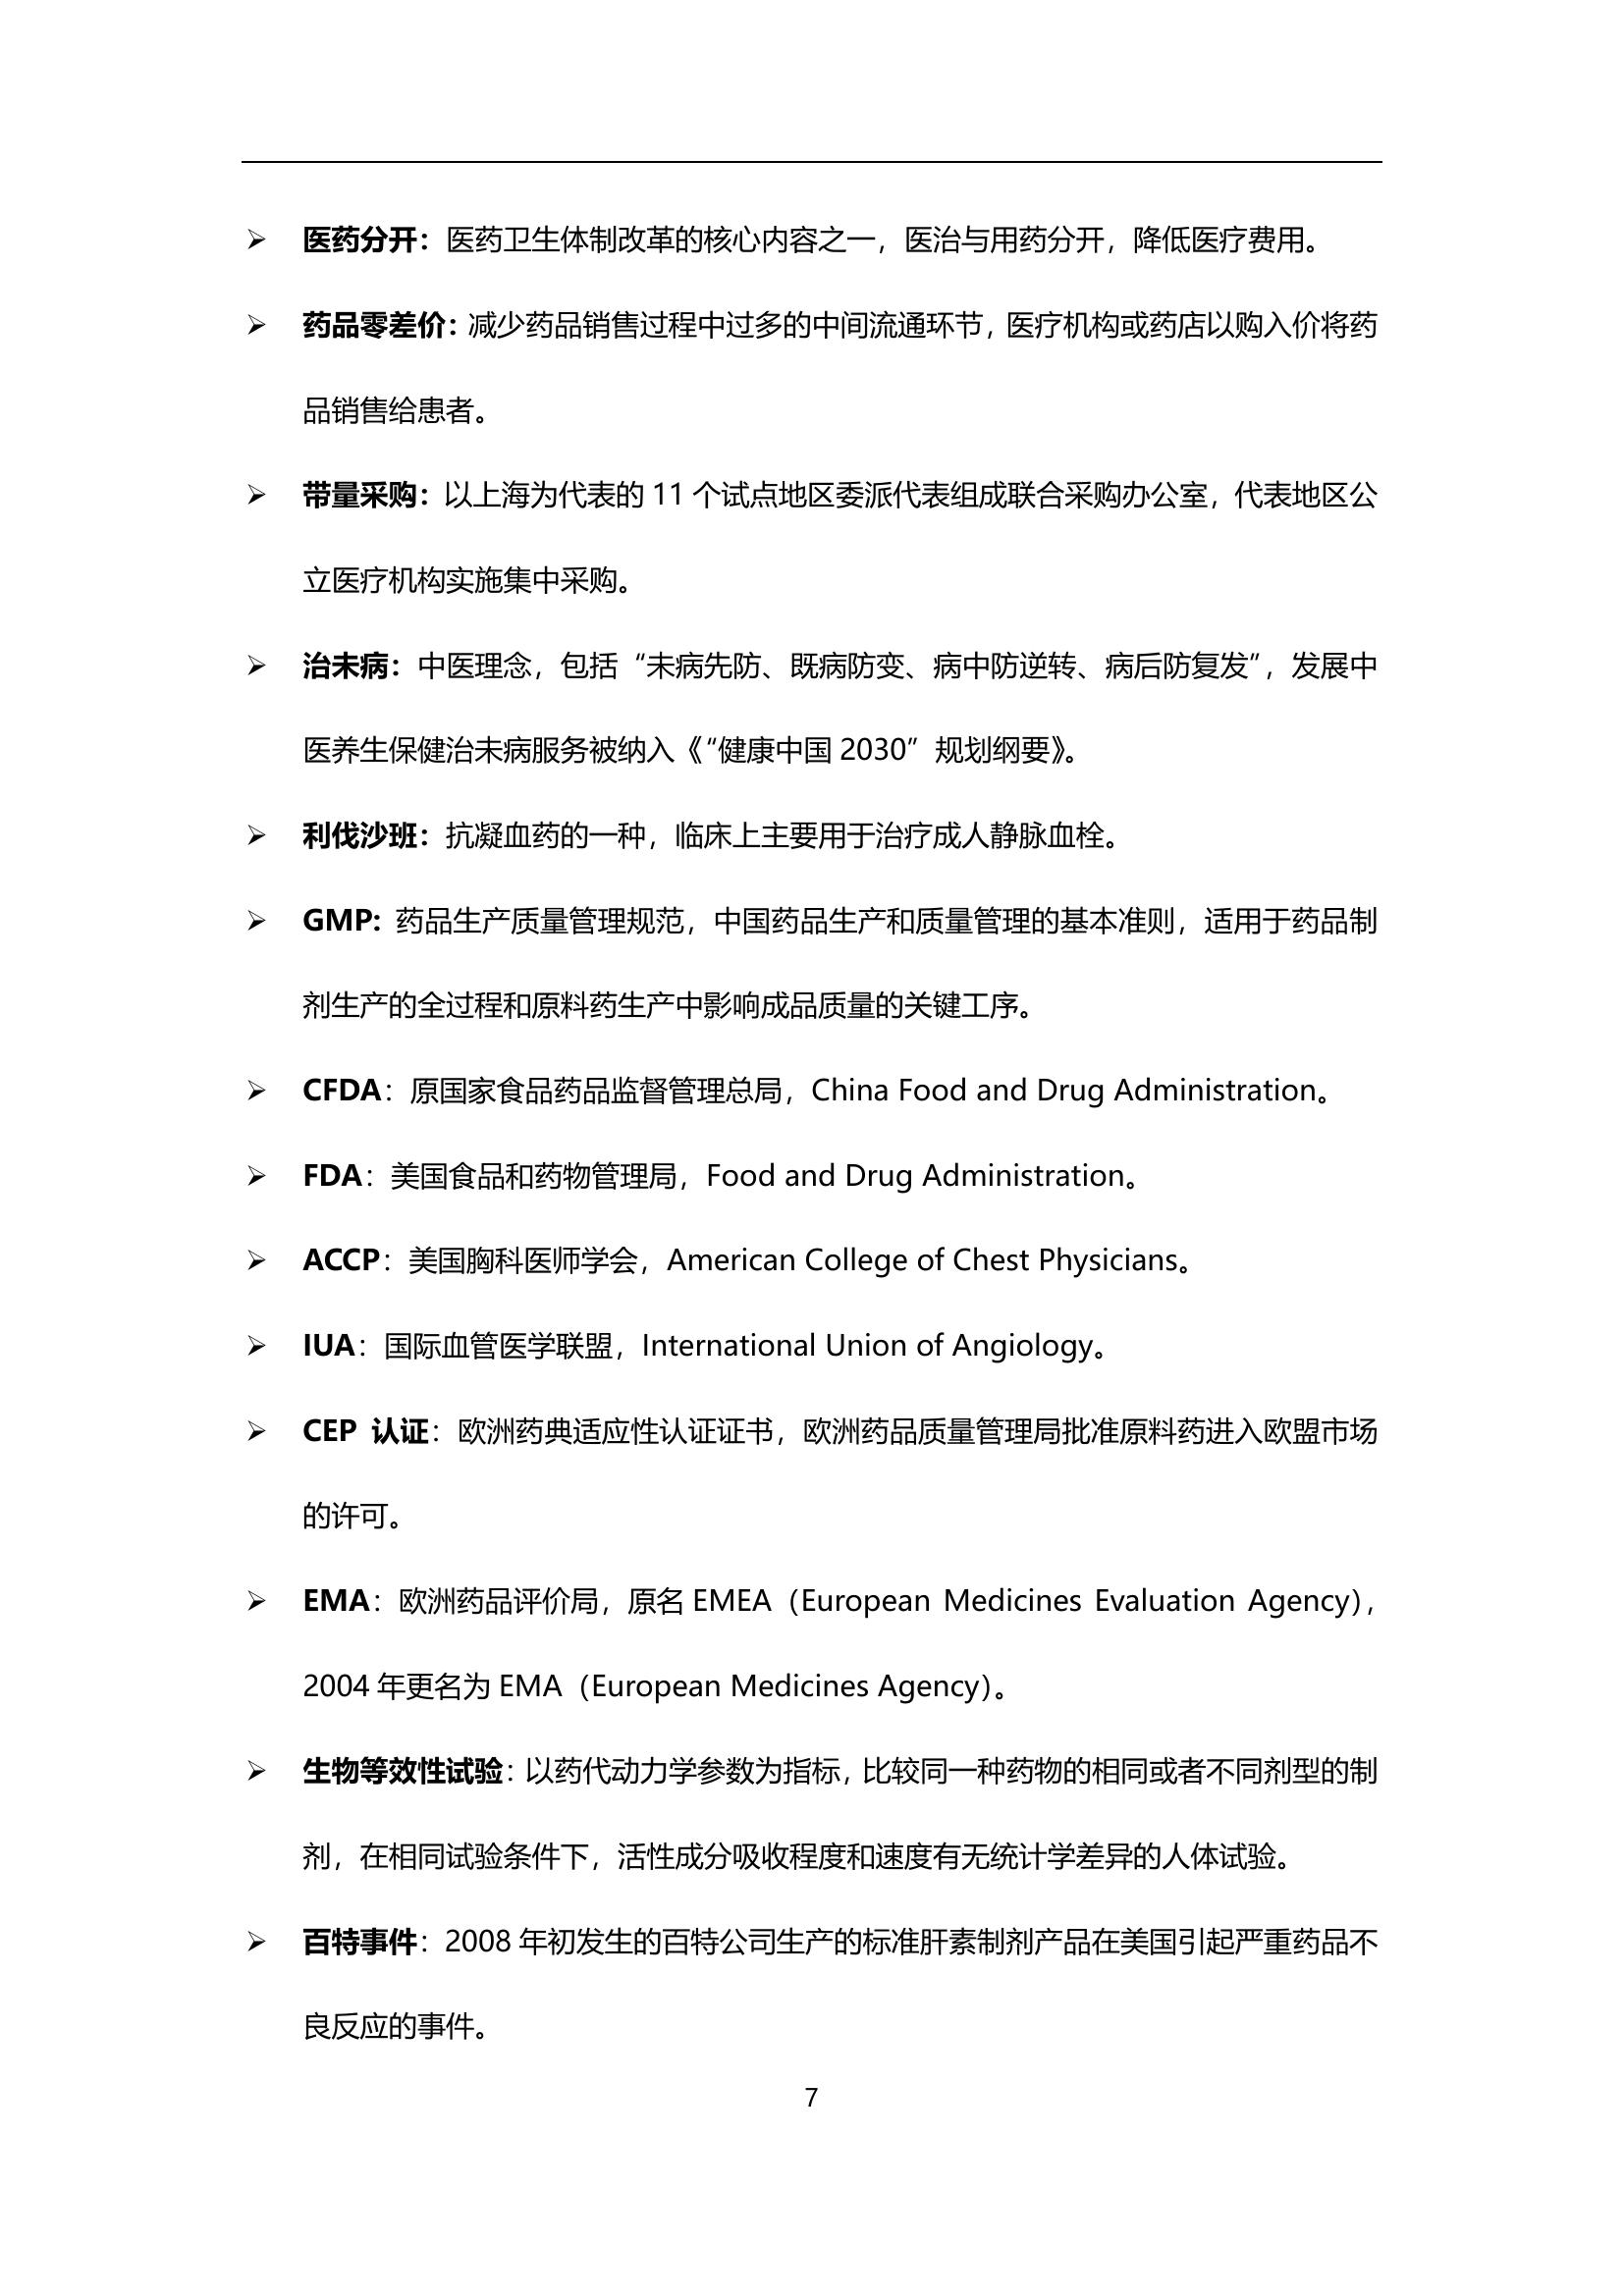 ➢ 医药分开：医药卫生体制改革的核心内容之一，医治与用药分开，降低医疗费用。
➢ 药品零差价：减少药品销售过程中过多的中间流通环节，医疗机构或药店以购入价将药
品销售给患者。
➢ 带量采购：以上海为代表的 11 个试点地区委派代表组成联合采购办公室，代表地区公
立医疗机构实施集中采购。
➢ 治未病：中医理念，包括“未病先防、既病防变、病中防逆转、病后防复发”，发展中
医养生保健治未病服务被纳入《“健康中国 2030”规划纲要》。
➢ 利伐沙班：抗凝血药的一种，临床上主要用于治疗成人静脉血栓。
➢ GMP: 药品生产质量管理规范，中国药品生产和质量管理的基本准则，适用于药品制
剂生产的全过程和原料药生产中影响成品质量的关键工序。
➢ CFDA：原国家食品药品监督管理总局，China Food and Drug Administration。
➢ FDA：美国食品和药物管理局，Food and Drug Administration。
➢ ACCP：美国胸科医师学会，American College of Chest Physicians。
➢ IUA：国际血管医学联盟，International Union of Angiology。
➢ CEP 认证：欧洲药典适应性认证证书，欧洲药品质量管理局批准原料药进入欧盟市场
的许可。
➢ EMA：欧洲药品评价局，原名 EMEA（European Medicines Evaluation Agency），
2004 年更名为 EMA（European Medicines Agency）。
➢ 生物等效性试验：以药代动力学参数为指标，比较同一种药物的相同或者不同剂型的制
剂，在相同试验条件下，活性成分吸收程度和速度有无统计学差异的人体试验。
➢ 百特事件：2008 年初发生的百特公司生产的标准肝素制剂产品在美国引起严重药品不
良反应的事件。
7